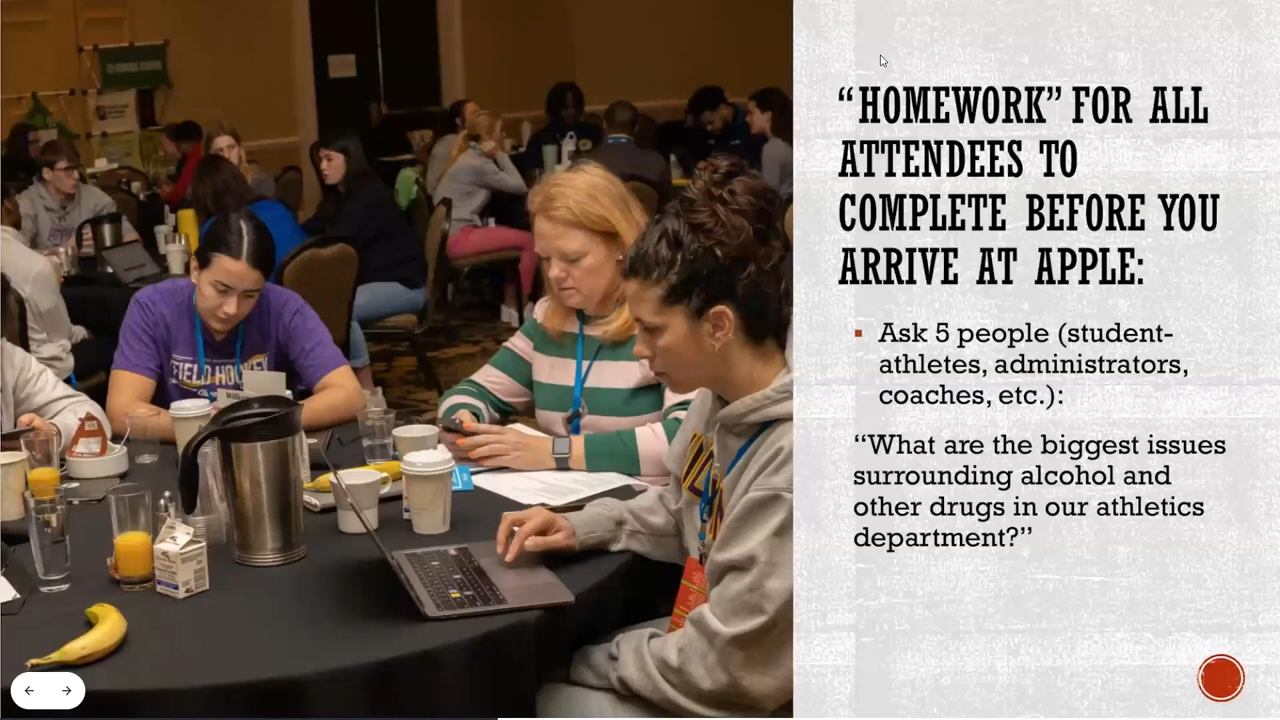 “HOMEWORK” FOR ALL
ATTENDEES TO
COMPLETE BEFORE YOU
ARRIVE AT APPLE:
Ask 5 people (student-
athletes, administrators,
coaches, etc.):
“What are the biggest issues
surrounding alcohol and
other drugs in our athletics
department?”
FIELD HOCKEY